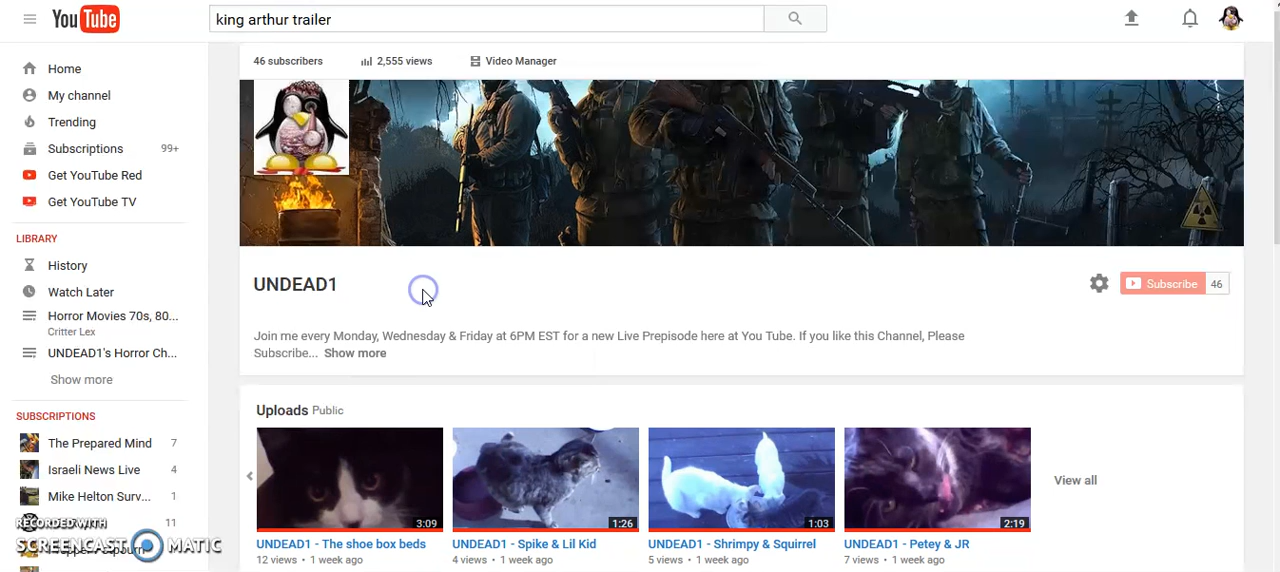 You Tube
king arthur trailer
46 subscribers 2,555 views Video Manager
Home
My channel
Trending
Subscriptions 99+
Get YouTube Red
Get YouTube TV
LIBRARY
History
Watch Later
Horror Movies 70s, 80...
Critter Lex
UNDEAD1's Horror Ch...
Show more
SUBSCRIPTIONS
The Prepared Mind 7
Israeli News Live 4
Mike Helton Surv... 1
11
RECORDED WITH
SCREENCAST MATIC
UNDEAD1
Subscribe 46
Join me every Monday, Wednesday & Friday at 6PM EST for a new Live Prepisode here at You Tube. If you like this Channel, Please
Subscribe... Show more
Uploads Public
3:09
1:26
1:03
2:19
View all
UNDEAD1 - The shoe box beds
12 views • 1 week ago
UNDEAD1 - Spike & Lil Kid
4 views • 1 week ago
UNDEAD1 - Shrimpy & Squirrel
5 views • 1 week ago
UNDEAD1 - Petey & JR
7 views • 1 week ago